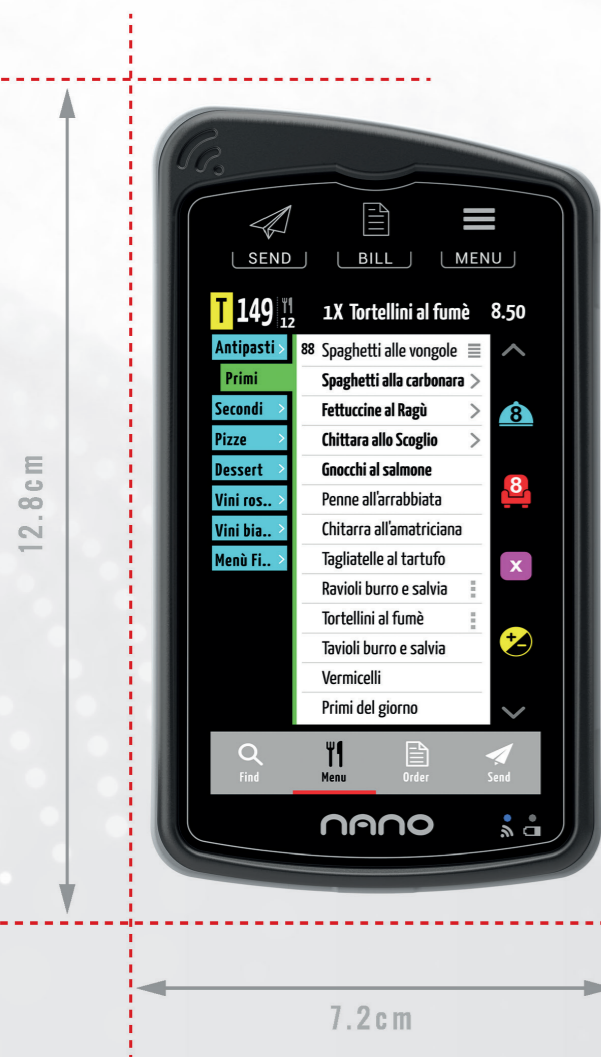 SEND BILL MENU
T 149 12 1X Tortellini al fumè 8.50
Antipasti
Primi
Secondi
Pizze
Dessert
Vini ros..
Vini bia..
Menù Fi..
88 Spaghetti alle vongole
Spaghetti alla carbonara
Fettuccine al Ragù
Chittara allo Scoglio
Gnocchi al salmone
Penne all'arrabbiata
Chitarra all'amatriciana
Tagliatelle al tartufo
Ravioli burro e salvia
Tortellini al fumè
Tavioli burro e salvia
Vermicelli
Primi del giorno
8
8
x
+-
Find Menu Order Send
nano
12.8cm
7.2cm